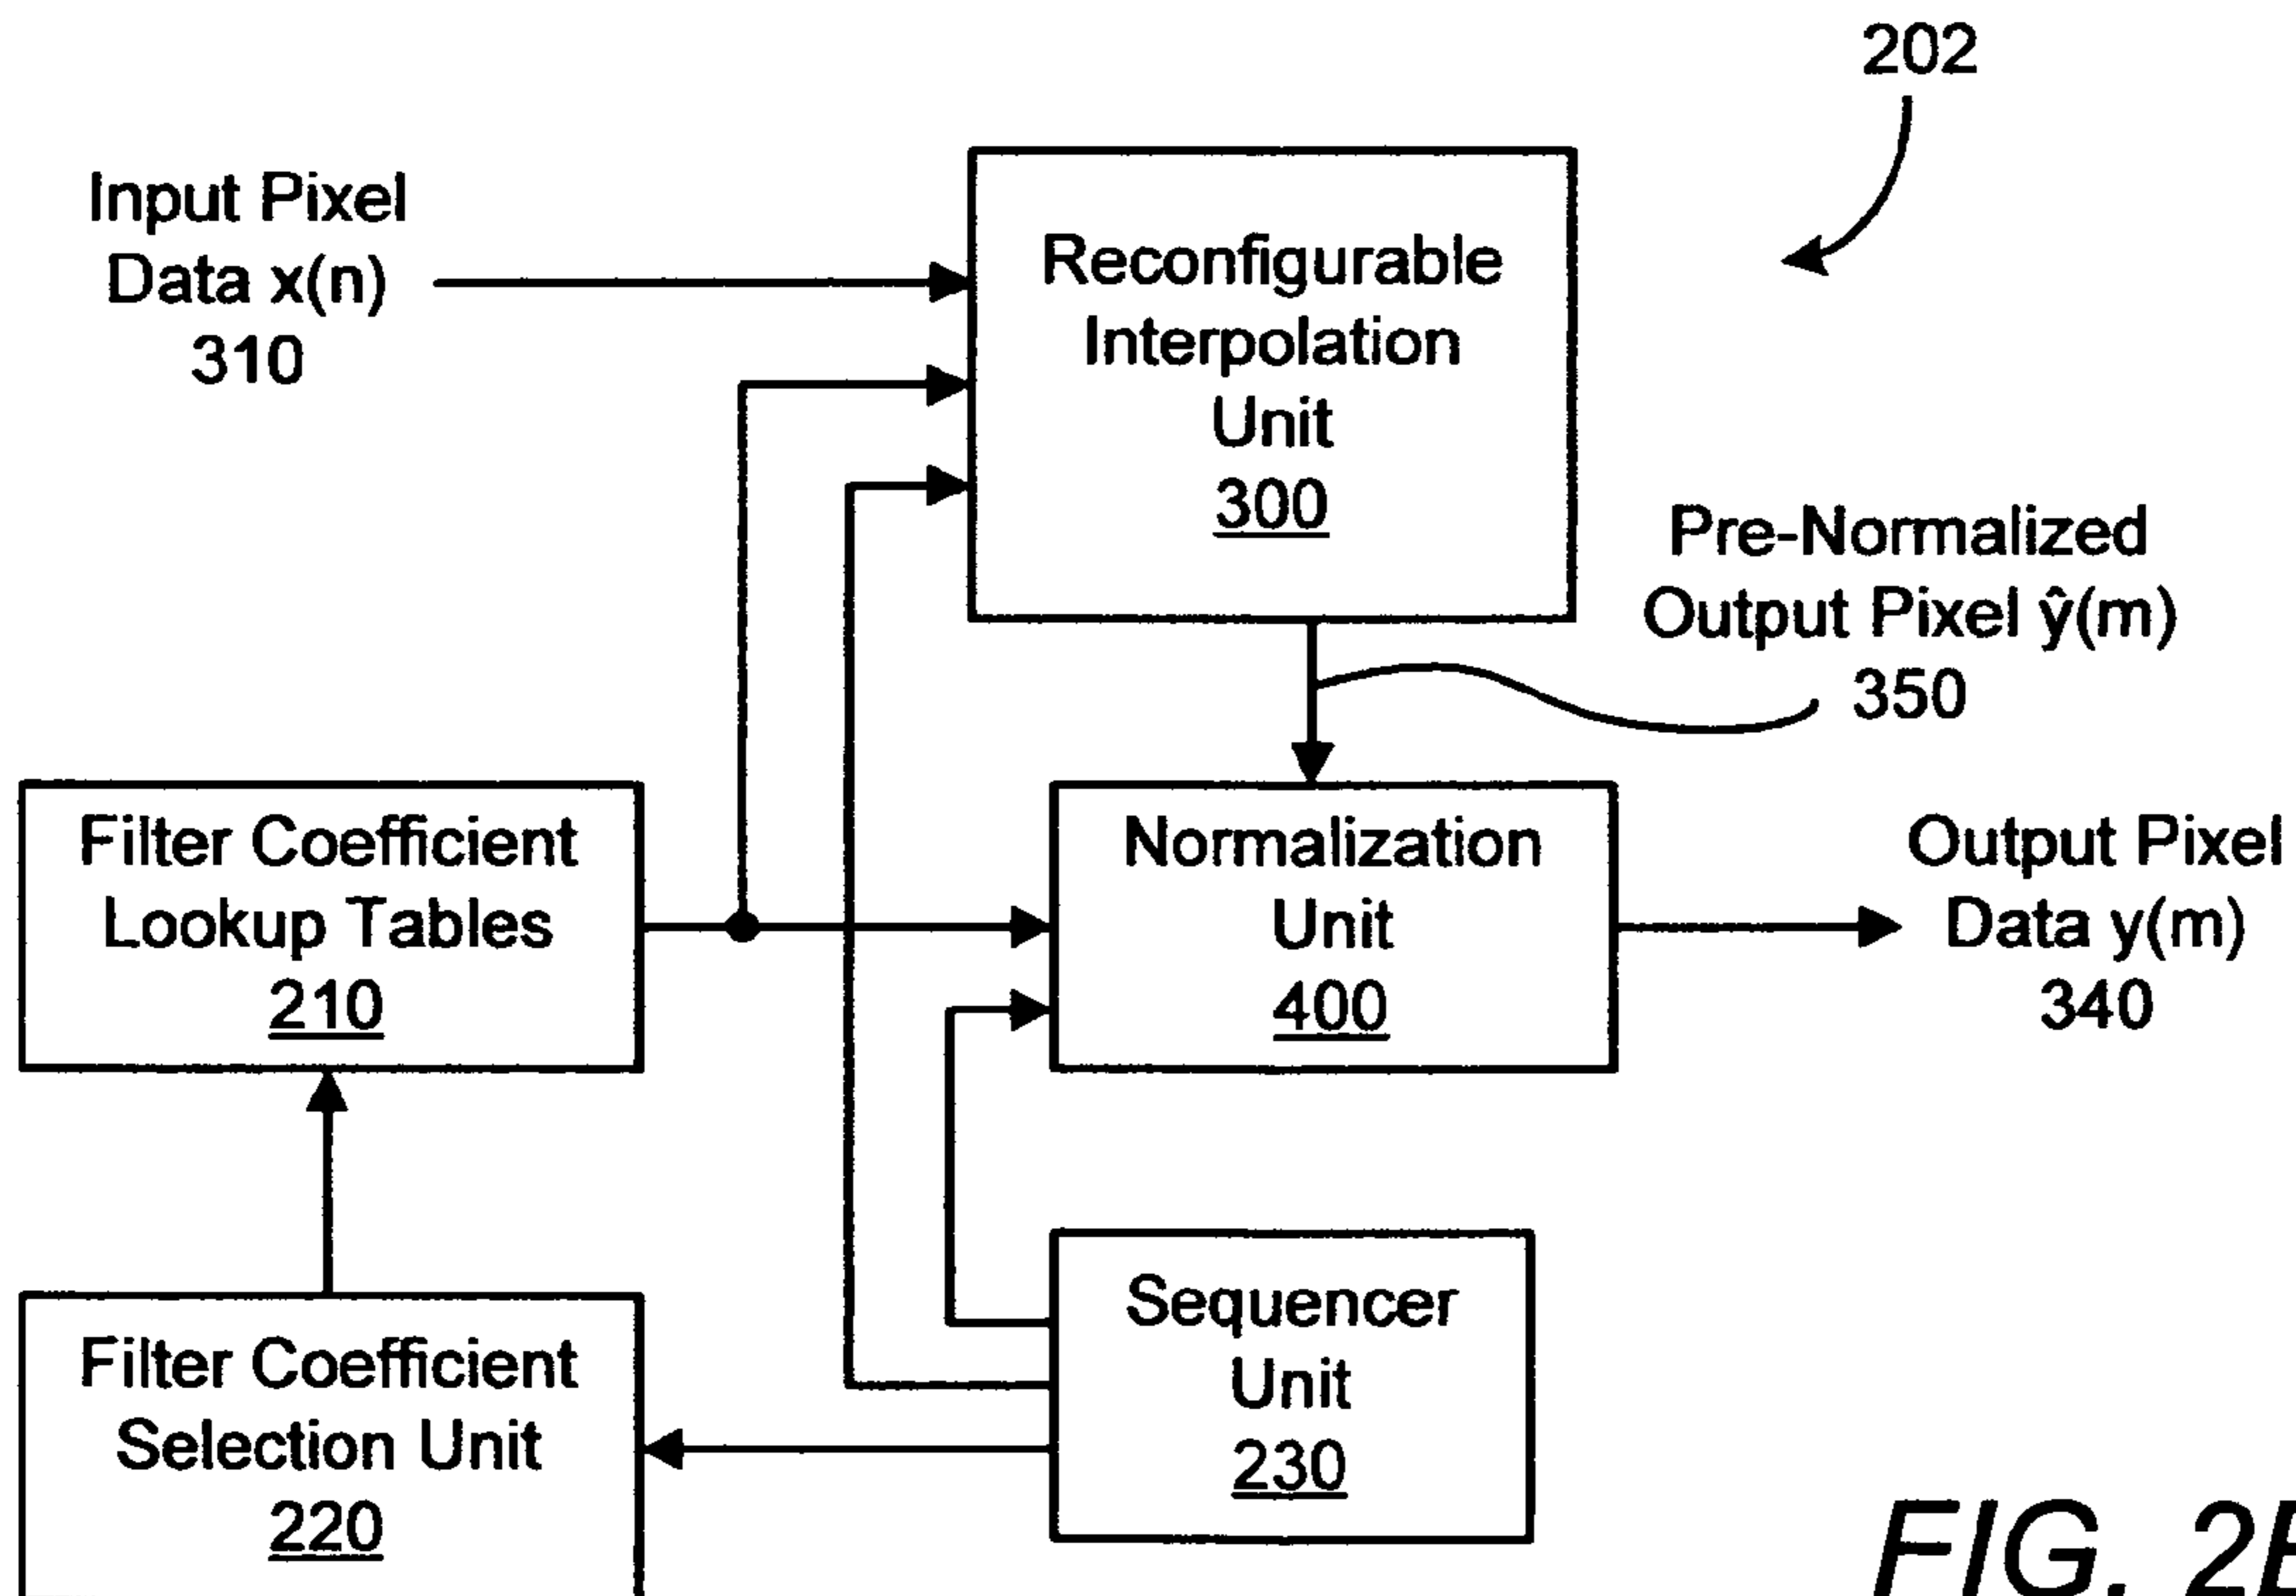 202
Input Pixel
Data x(n)
310
Reconfigurable
Interpolation
Unit
300
Pre-Normalized
Output Pixel ŷ(m)
350
Filter Coefficient
Lookup Tables
210
Normalization
Unit
400
Output Pixel
Data y(m)
340
Filter Coefficient
Selection Unit
220
Sequencer
Unit
230
FIG.